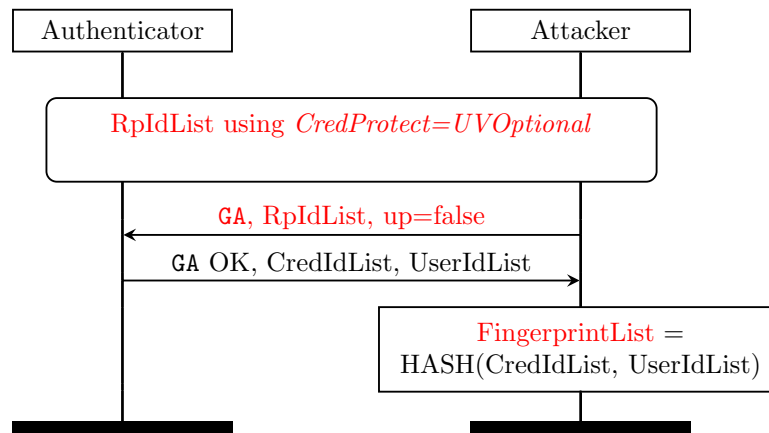 Authenticator
Attacker
RpIdList using CredProtect=UVOptional
GA, RpIdList, up=false
GA OK, CredIdList, UserIdList
FingerprintList =
HASH(CredIdList, UserIdList)